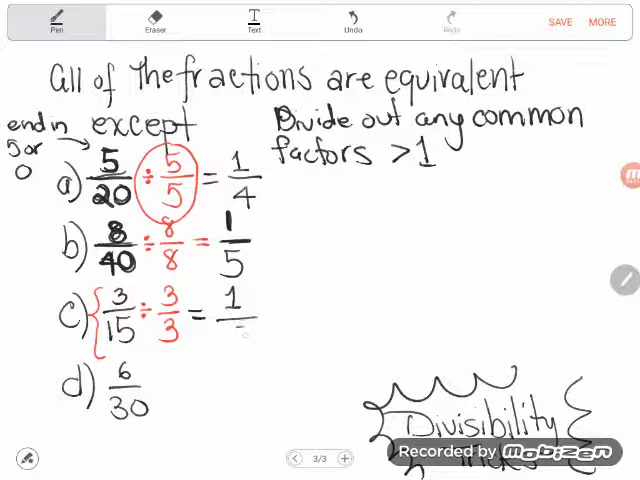 Pen Eraser Text Undo Redo SAVE MORE
All of the fractions are equivalent
except
end in
5 or
0
Divide out any common
factors > 1
a) 5/20 ÷ 5/5 = 1/4
b) 8/40 ÷ 8/8 = 1/5
c) 3/15 ÷ 3/3 = 1/
d) 6/30
Divisibility
Recorded by mobizen
3/3